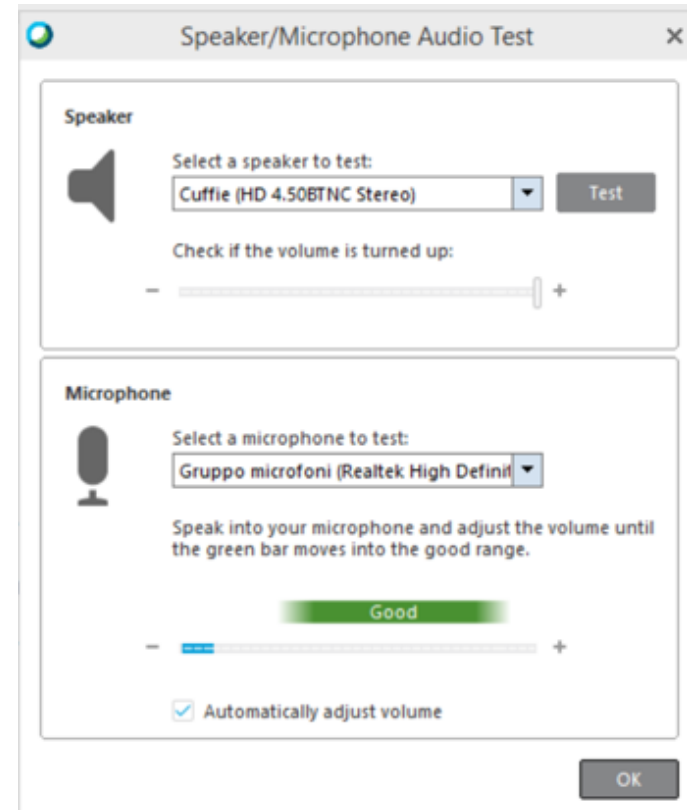 Speaker/Microphone Audio Test
Speaker
Select a speaker to test:
Cuffie (HD 4.50BTNC Stereo)
Test
Check if the volume is turned up:
- +
Microphone
Select a microphone to test:
Gruppo microfoni (Realtek High Definit
Speak into your microphone and adjust the volume until
the green bar moves into the good range.
Good
- +
Automatically adjust volume
OK